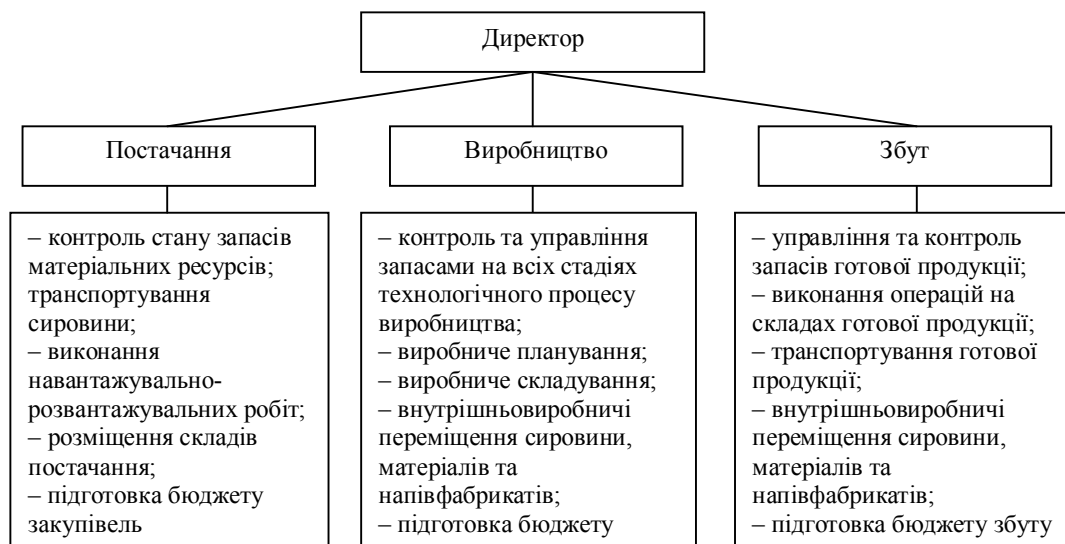 Директор
Постачання
Виробництво
Збут
– контроль стану запасів
матеріальних ресурсів;
транспортування
сировини;
– виконання
навантажувально-
розвантажувальних робіт;
– розміщення складів
постачання;
– підготовка бюджету
закупівель
– контроль та управління
запасами на всіх стадіях
технологічного процесу
виробництва;
– виробниче планування;
– виробниче складування;
– внутрішньовиробничі
переміщення сировини,
матеріалів та
напівфабрикатів;
– підготовка бюджету
– управління та контроль
запасів готової продукції;
– виконання операцій на
складах готової продукції;
– транспортування готової
продукції;
– внутрішньовиробничі
переміщення сировини,
матеріалів та
напівфабрикатів;
– підготовка бюджету збуту